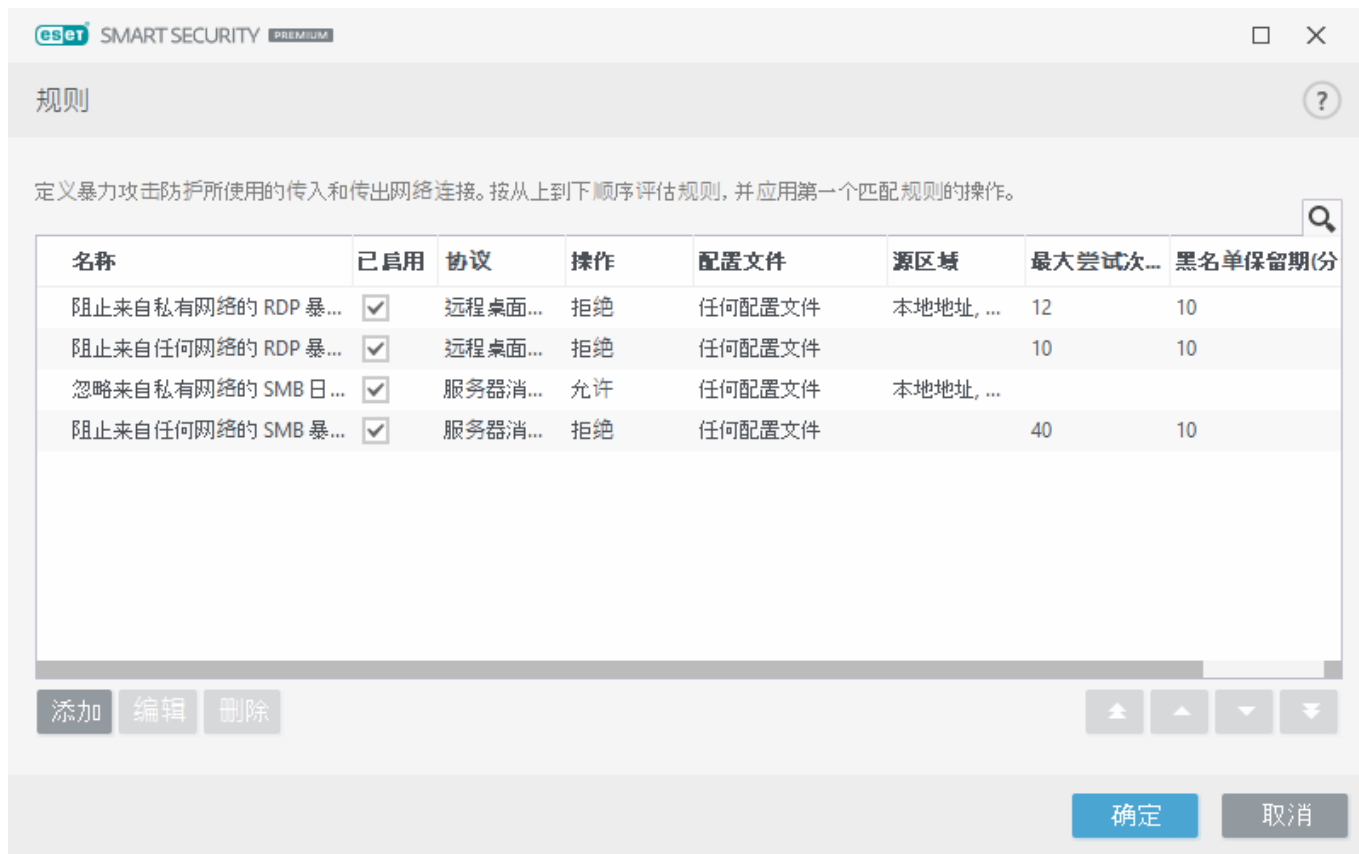 eset SMART SECURITY PREMIUM
规则
?
定义暴力攻击防护所使用的传入和传出网络连接。按从上到下顺序评估规则, 并应用第一个匹配规则的操作。
名称 已启用 协议 操作 配置文件 源区域 最大尝试次... 黑名单保留期(分
阻止来自私有网络的 RDP 暴... 远程桌面... 拒绝 任何配置文件 本地地址, ... 12 10
阻止来自任何网络的 RDP 暴... 远程桌面... 拒绝 任何配置文件 10 10
忽略来自私有网络的 SMB 日... 服务器消... 允许 任何配置文件 本地地址, ...
阻止来自任何网络的 SMB 暴... 服务器消... 拒绝 任何配置文件 40 10
添加 编辑 删除
确定 取消